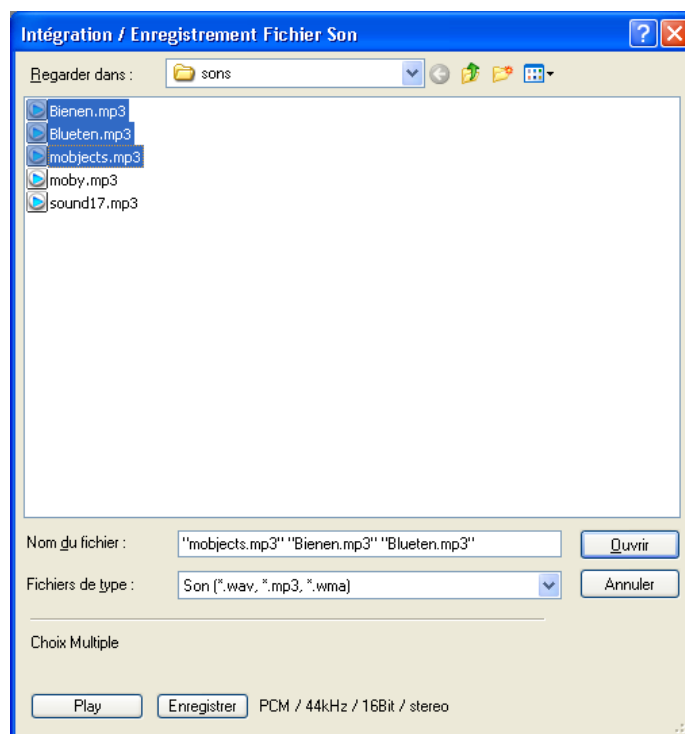 Intégration / Enregistrement Fichier Son
Regarder dans : sons
Bienen.mp3
Blueten.mp3
mobjects.mp3
moby.mp3
sound17.mp3
Nom du fichier : "mobjects.mp3" "Bienen.mp3" "Blueten.mp3" Ouvrir
Fichiers de type : Son (*.wav, *.mp3, *.wma) Annuler
Choix Multiple
Play Enregistrer PCM / 44kHz / 16Bit / stereo